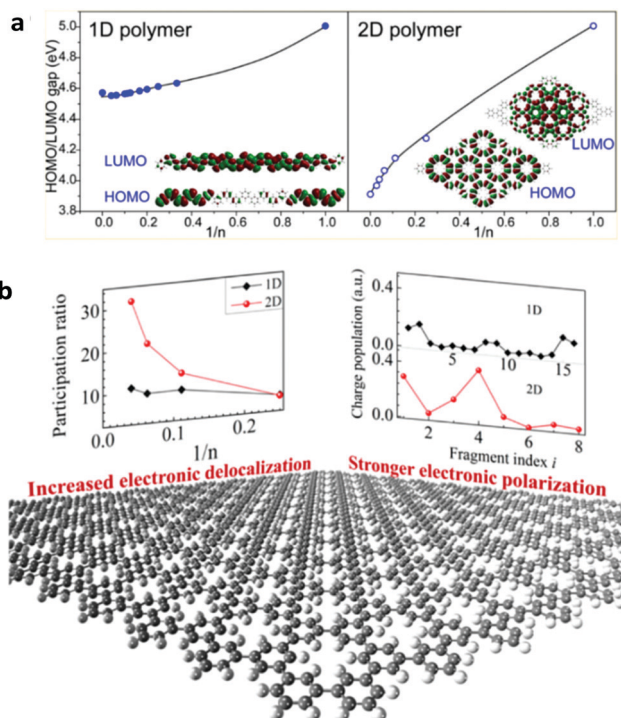 a
1D polymer
2D polymer
HOMO/LUMO gap (eV)
5.0
4.8
4.6
4.4
4.2
4.0
3.8
LUMO
HOMO
LUMO
HOMO
0.0 0.2 0.4 0.6 0.8 1.0
1/n
0.0 0.2 0.4 0.6 0.8 1.0
1/n
b
Participation ratio
30
20
10
1D
2D
0.0 0.1 0.2
1/n
Charge population (a.u.)
0.4
0.0
1D
5 10 15
0.4
0.0
2D
2 4 6 8
Fragment index i
Increased electronic delocalization
Stronger electronic polarization